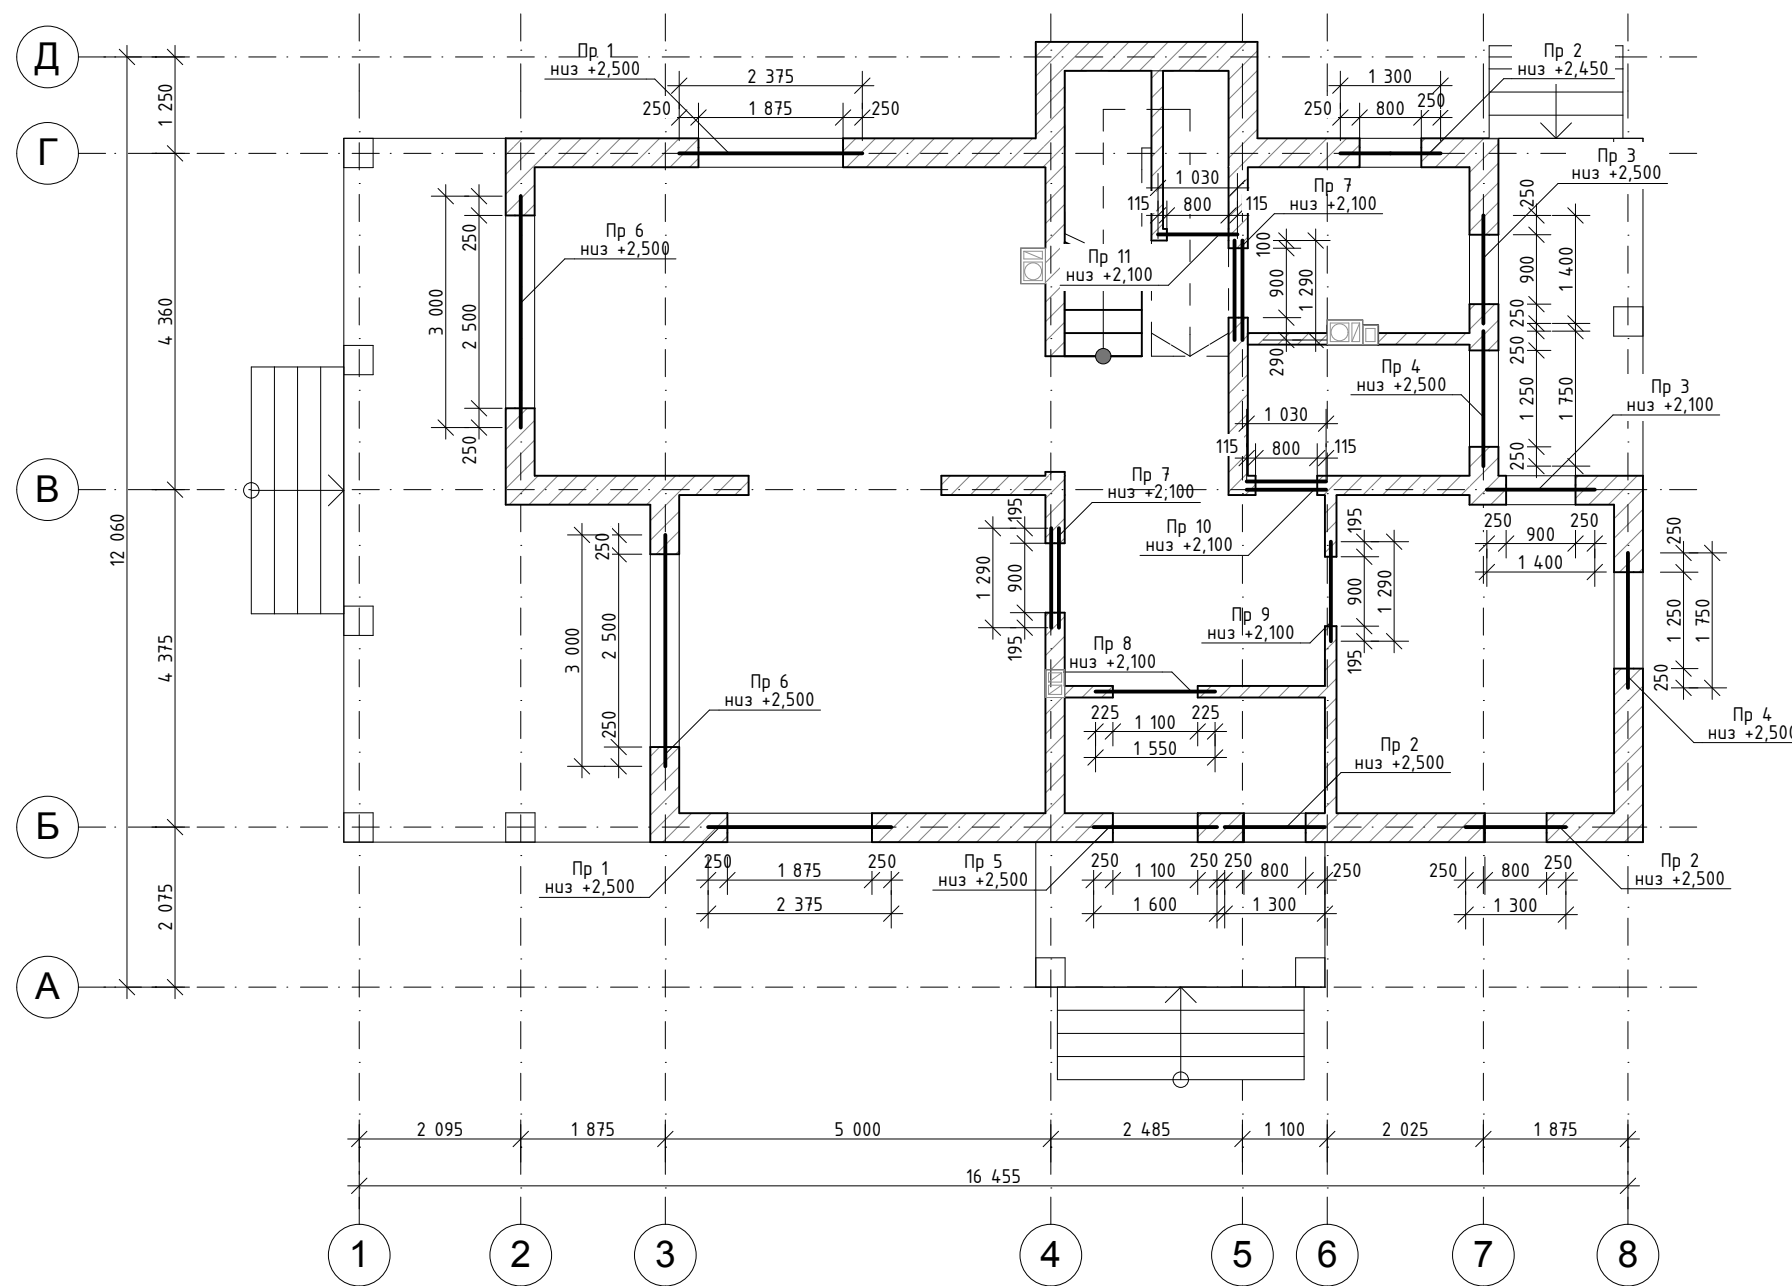 Д
Г
В
Б
А
1 250
4 360
4 375
2 075
12 060
Пр 1
низ +2,500
2 375
250
1 875
250
1 300
250
800
250
Пр 2
низ +2,450
Пр 3
низ +2,500
Пр 7
низ +2,100
1 030
115
800
115
Пр 6
низ +2,500
250
2 500
250
3 000
Пр 11
низ +2,100
100
900
290
1 290
250
900
250
1 400
250
1 250
250
1 750
Пр 4
низ +2,500
Пр 3
низ +2,100
1 030
115
800
115
Пр 7
низ +2,100
Пр 10
низ +2,100
195
900
195
1 290
195
900
195
1 290
250
900
250
1 400
250
1 250
250
1 750
250
2 500
250
3 000
Пр 9
низ +2,100
Пр 8
низ +2,100
Пр 6
низ +2,500
225
1 100
225
1 550
Пр 2
низ +2,500
Пр 4
низ +2,500
Пр 1
низ +2,500
250
1 875
250
2 375
Пр 5
низ +2,500
250
1 100
250
1 600
250
800
250
1 300
250
800
250
1 300
Пр 2
низ +2,500
2 095
1 875
5 000
2 485
1 100
2 025
1 875
16 455
1
2
3
4
5
6
7
8